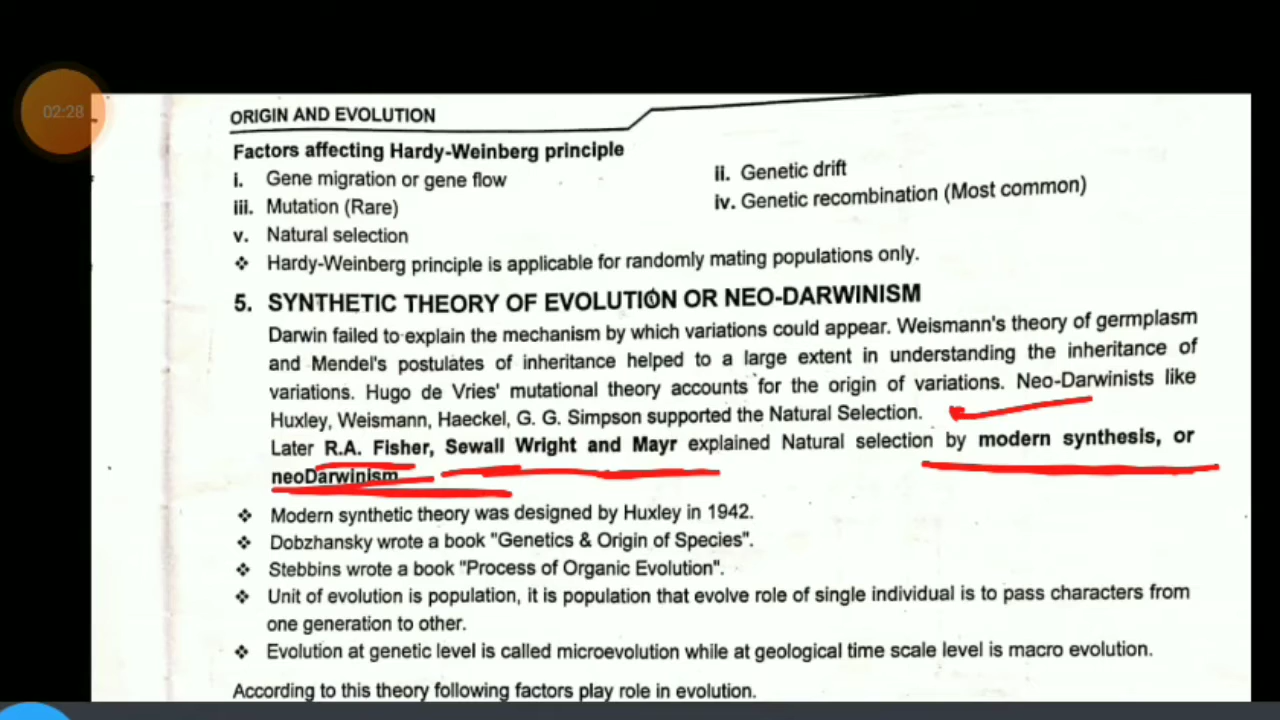 02:28
ORIGIN AND EVOLUTION
Factors affecting Hardy-Weinberg principle
i. Gene migration or gene flow
ii. Genetic drift
iii. Mutation (Rare)
iv. Genetic recombination (Most common)
v. Natural selection
❖ Hardy-Weinberg principle is applicable for randomly mating populations only.
5. SYNTHETIC THEORY OF EVOLUTION OR NEO-DARWINISM
Darwin failed to explain the mechanism by which variations could appear. Weismann's theory of germplasm
and Mendel's postulates of inheritance helped to a large extent in understanding the inheritance of
variations. Hugo de Vries' mutational theory accounts for the origin of variations. Neo-Darwinists like
Huxley, Weismann, Haeckel, G. G. Simpson supported the Natural Selection.
Later R.A. Fisher, Sewall Wright and Mayr explained Natural selection by modern synthesis, or
neoDarwinism
❖ Modern synthetic theory was designed by Huxley in 1942.
❖ Dobzhansky wrote a book "Genetics & Origin of Species".
❖ Stebbins wrote a book "Process of Organic Evolution".
❖ Unit of evolution is population, it is population that evolve role of single individual is to pass characters from
one generation to other.
❖ Evolution at genetic level is called microevolution while at geological time scale level is macro evolution.
According to this theory following factors play role in evolution.